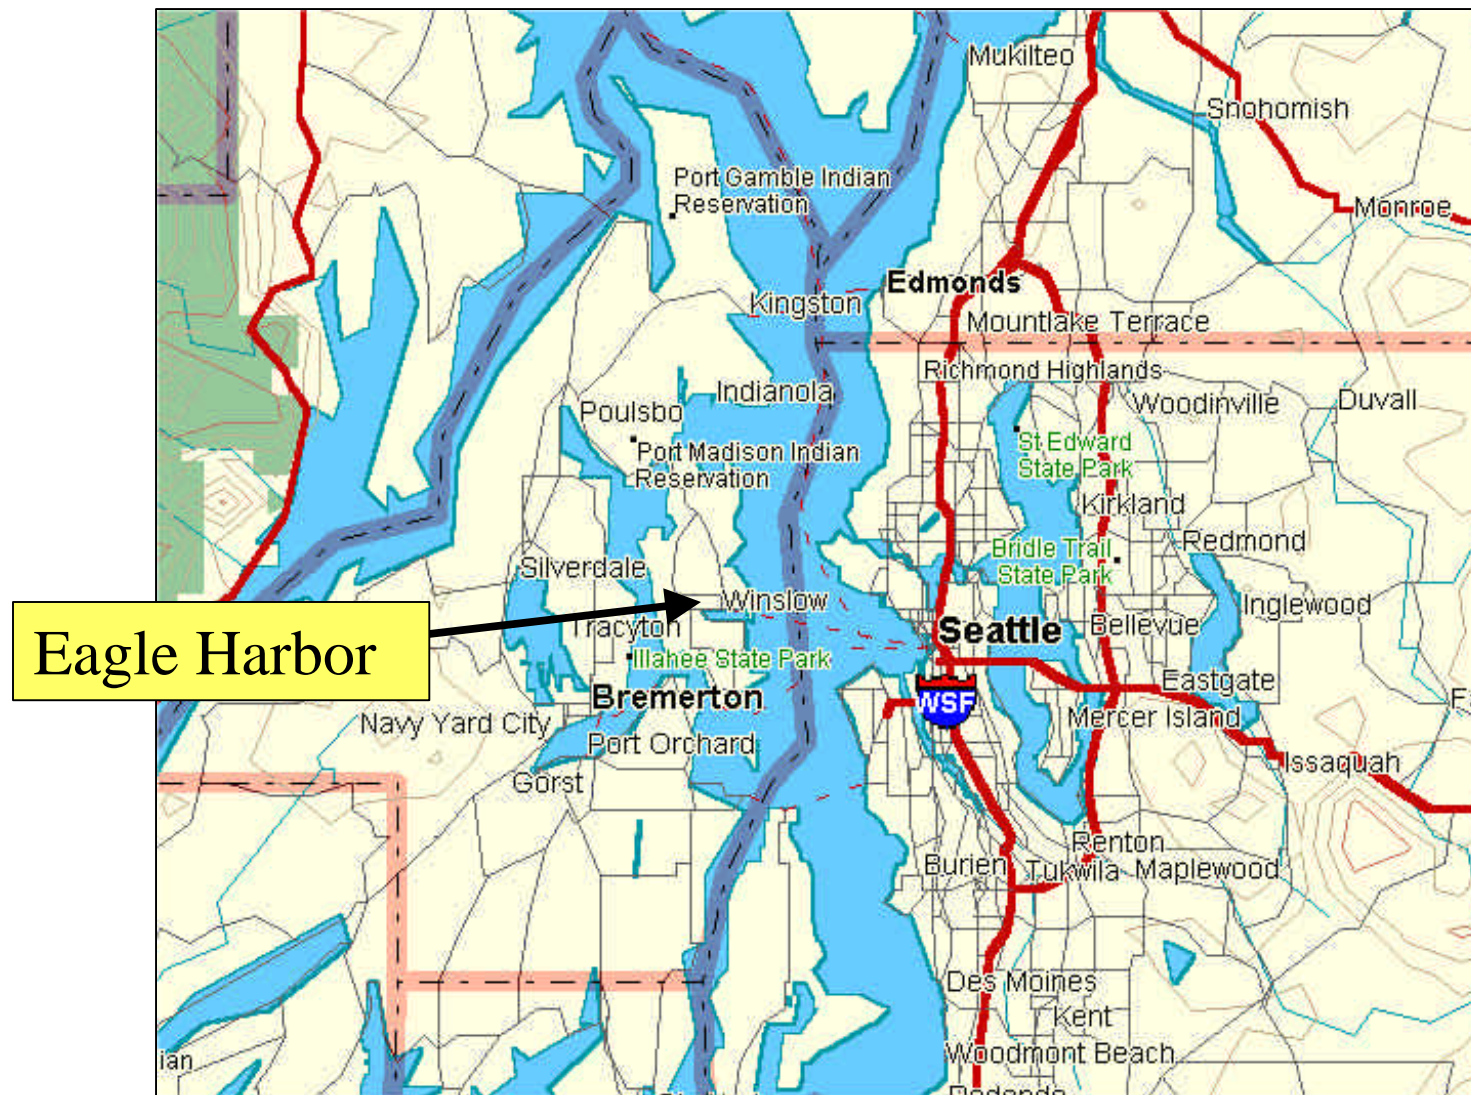 Mukilteo
Snohomish
Port Gamble Indian
Reservation
Monroe
Edmonds
Kingston
Mountlake Terrace
Richmond Highlands
Indianola
Woodinville
Duvall
Poulsbo
St Edward
State Park
Port Madison Indian
Reservation
Kirkland
Redmond
Bridle Trail
State Park
Silverdale
Winslow
Inglewood
Eagle Harbor
Tracyton
Seattle
Bellevue
Illahee State Park
Eastgate
Bremerton
WSF
Navy Yard City
Mercer Island
Port Orchard
Issaquah
Gorst
Renton
Burien
Tukwila
Maplewood
Des Moines
Kent
Woodmont Beach
ian